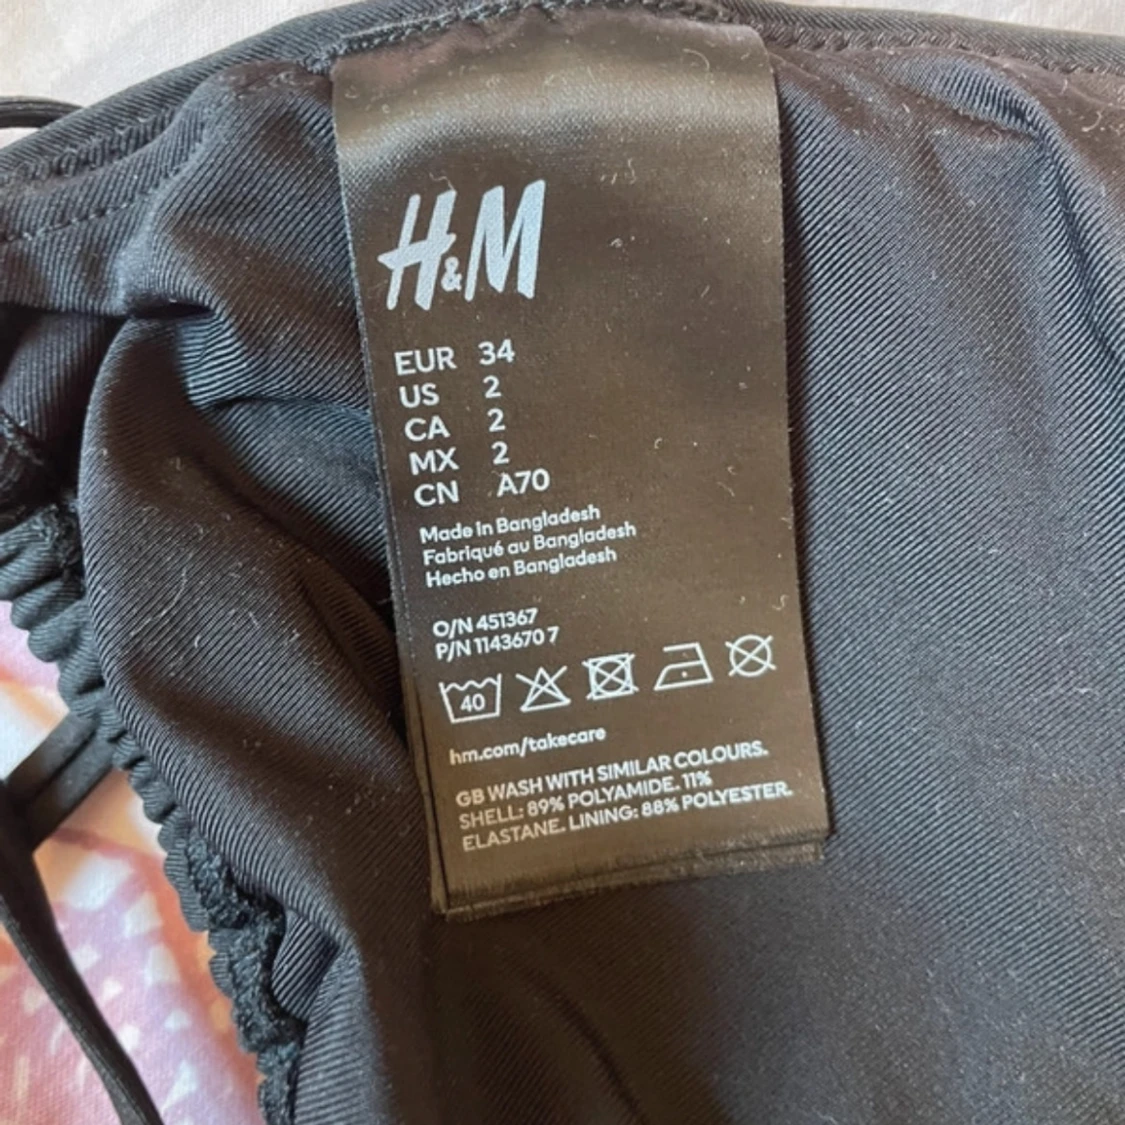 H&M
EUR 34
US 2
CA 2
MX 2
CN A70
Made in Bangladesh
Fabriqué au Bangladesh
Hecho en Bangladesh
O/N 451367
P/N 1143670 7
40
hm.com/takecare
GB WASH WITH SIMILAR COLOURS.
SHELL: 89% POLYAMIDE. 11%
ELASTANE. LINING: 88% POLYESTER.